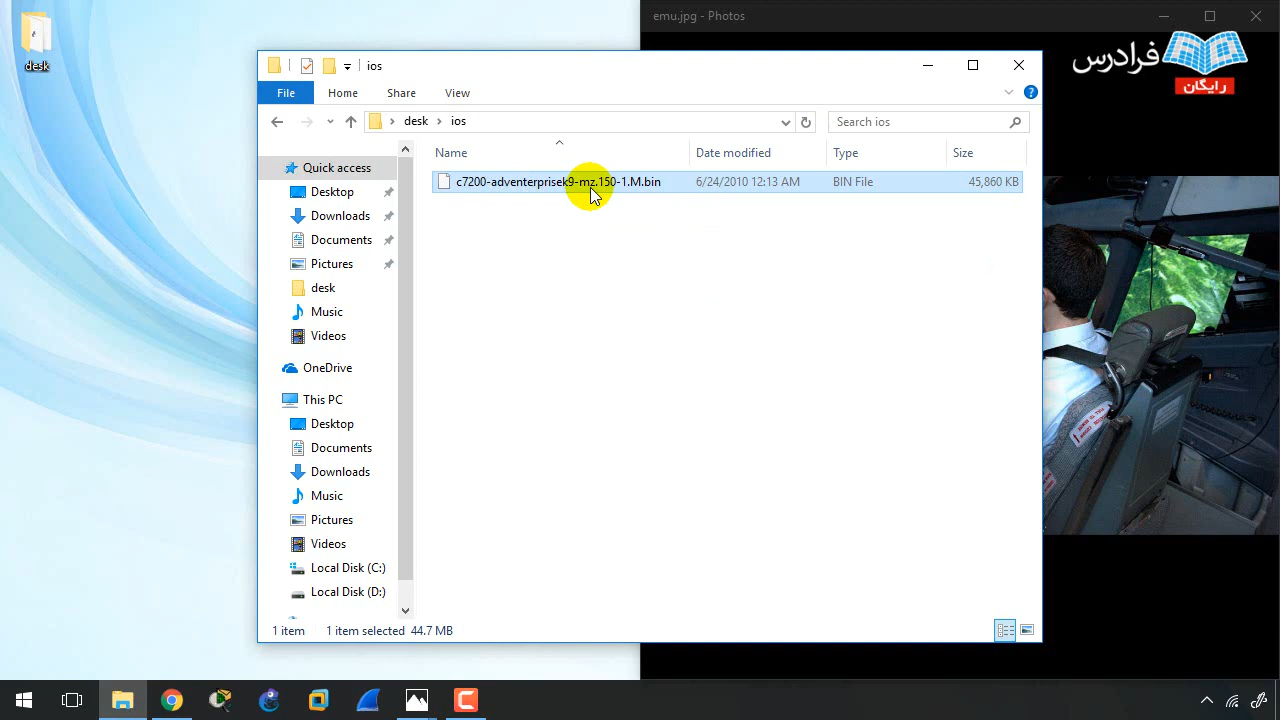 desk
emu.jpg - Photos
فرادرس
رایگان
ios
File
Home
Share
View
desk
ios
Search ios
Name
Date modified
Type
Size
c7200-adventerprisek9-mz.150-1.M.bin
6/24/2010 12:13 AM
BIN File
45,860 KB
Quick access
Desktop
Downloads
Documents
Pictures
desk
Music
Videos
OneDrive
This PC
Desktop
Documents
Downloads
Music
Pictures
Videos
Local Disk (C:)
Local Disk (D:)
1 item
1 item selected 44.7 MB